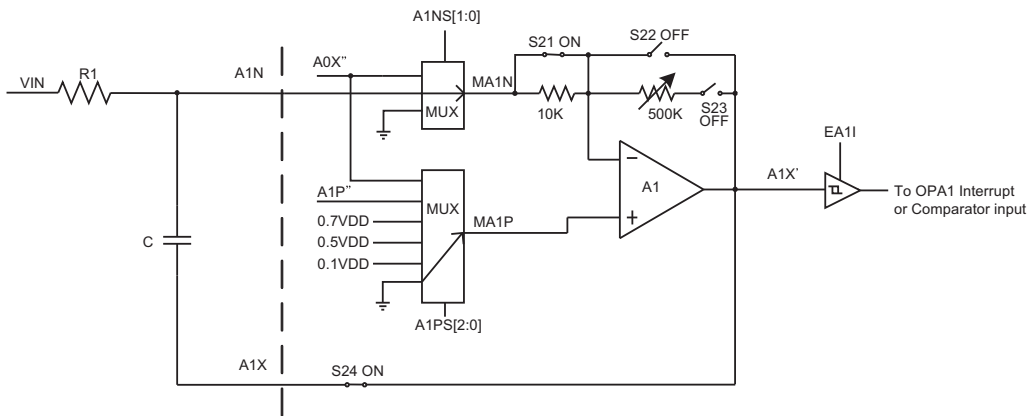 A1NS[1:0]
S21 ON
S22 OFF
VIN
R1
A1N
A0X"
MA1N
MUX
10K
500K
S23
OFF
EA1I
A1P"
MUX
0.7VDD
0.5VDD
0.1VDD
MA1P
A1
A1X'
To OPA1 Interrupt
or Comparator input
C
A1PS[2:0]
A1X
S24 ON